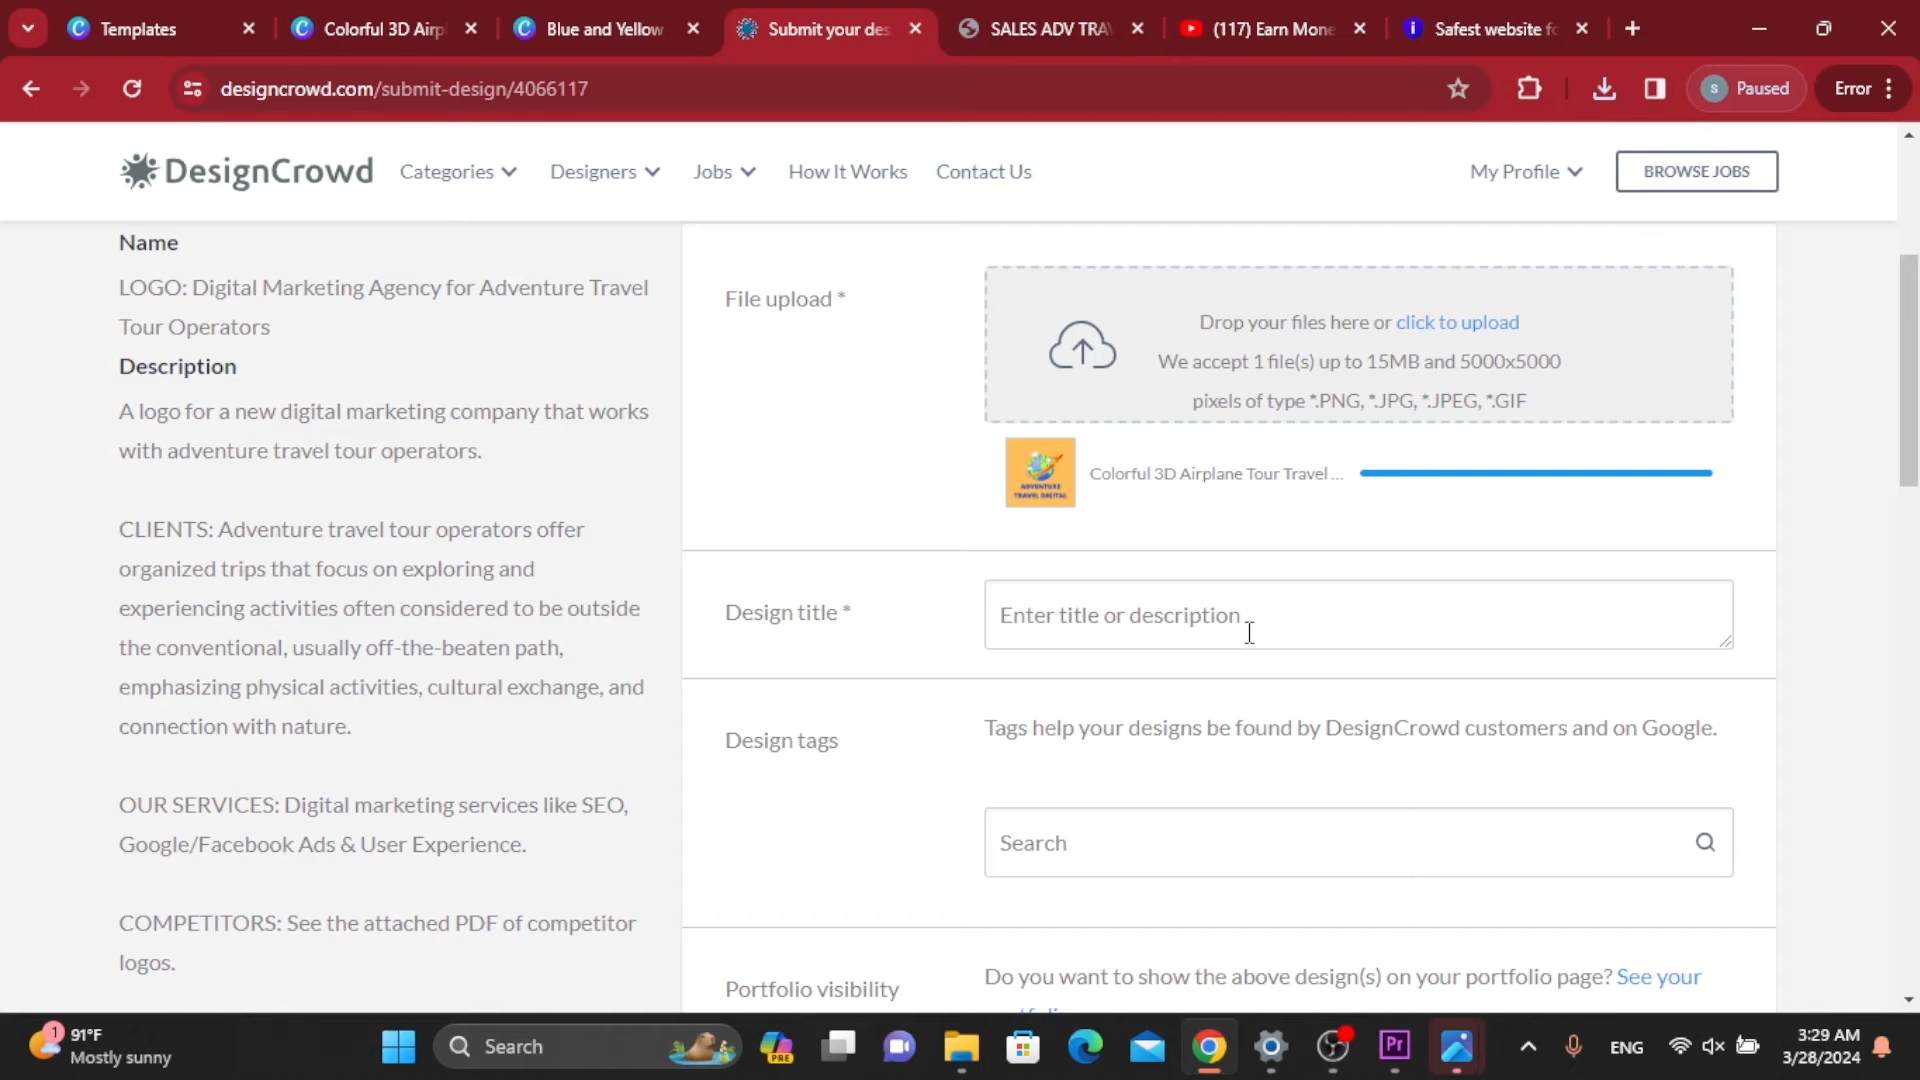 Templates
Colorful 3D Airpl
Blue and Yellow
Submit your des
SALES ADV TRAV
(117) Earn Mone
Safest website fo
designcrowd.com/submit-design/4066117
S
Paused
Error
DesignCrowd
Categories
Designers
Jobs
How It Works
Contact Us
My Profile
BROWSE JOBS
Name
LOGO: Digital Marketing Agency for Adventure Travel
Tour Operators
Description
A logo for a new digital marketing company that works
with adventure travel tour operators.
CLIENTS: Adventure travel tour operators offer
organized trips that focus on exploring and
experiencing activities often considered to be outside
the conventional, usually off-the-beaten path,
emphasizing physical activities, cultural exchange, and
connection with nature.
OUR SERVICES: Digital marketing services like SEO,
Google/Facebook Ads & User Experience.
COMPETITORS: See the attached PDF of competitor
logos.
File upload *
Drop your files here or click to upload
We accept 1 file(s) up to 15MB and 5000x5000
pixels of type *.PNG, *.JPG, *.JPEG, *.GIF
ADVENTURE
TRAVEL DIGITAL
Colorful 3D Airplane Tour Travel ...
Design title *
Enter title or description
Design tags
Tags help your designs be found by DesignCrowd customers and on Google.
Search
Portfolio visibility
Do you want to show the above design(s) on your portfolio page? See your
1
91°F
Mostly sunny
Search
PRE
Pr
ENG
3:29 AM
3/28/2024